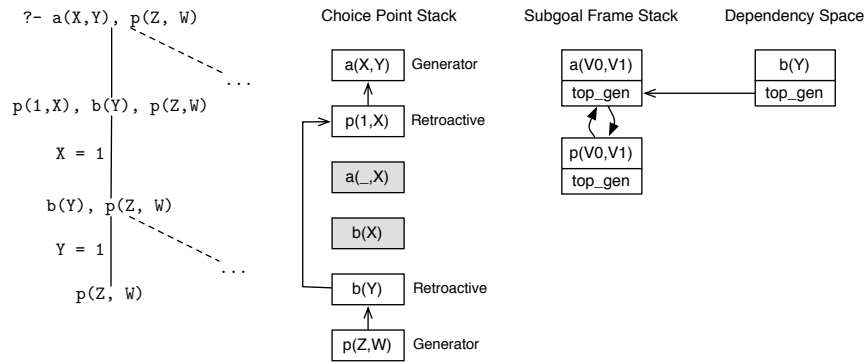 ?- a(X,Y), p(Z, W)
...
p(1,X), b(Y), p(Z,W)
X = 1
b(Y), p(Z, W)
Y = 1
...
p(Z, W)
Choice Point Stack
a(X,Y) Generator
p(1,X) Retroactive
a(_,X)
b(X)
b(Y) Retroactive
p(Z,W) Generator
Subgoal Frame Stack
a(V0,V1)
top_gen
p(V0,V1)
top_gen
Dependency Space
b(Y)
top_gen